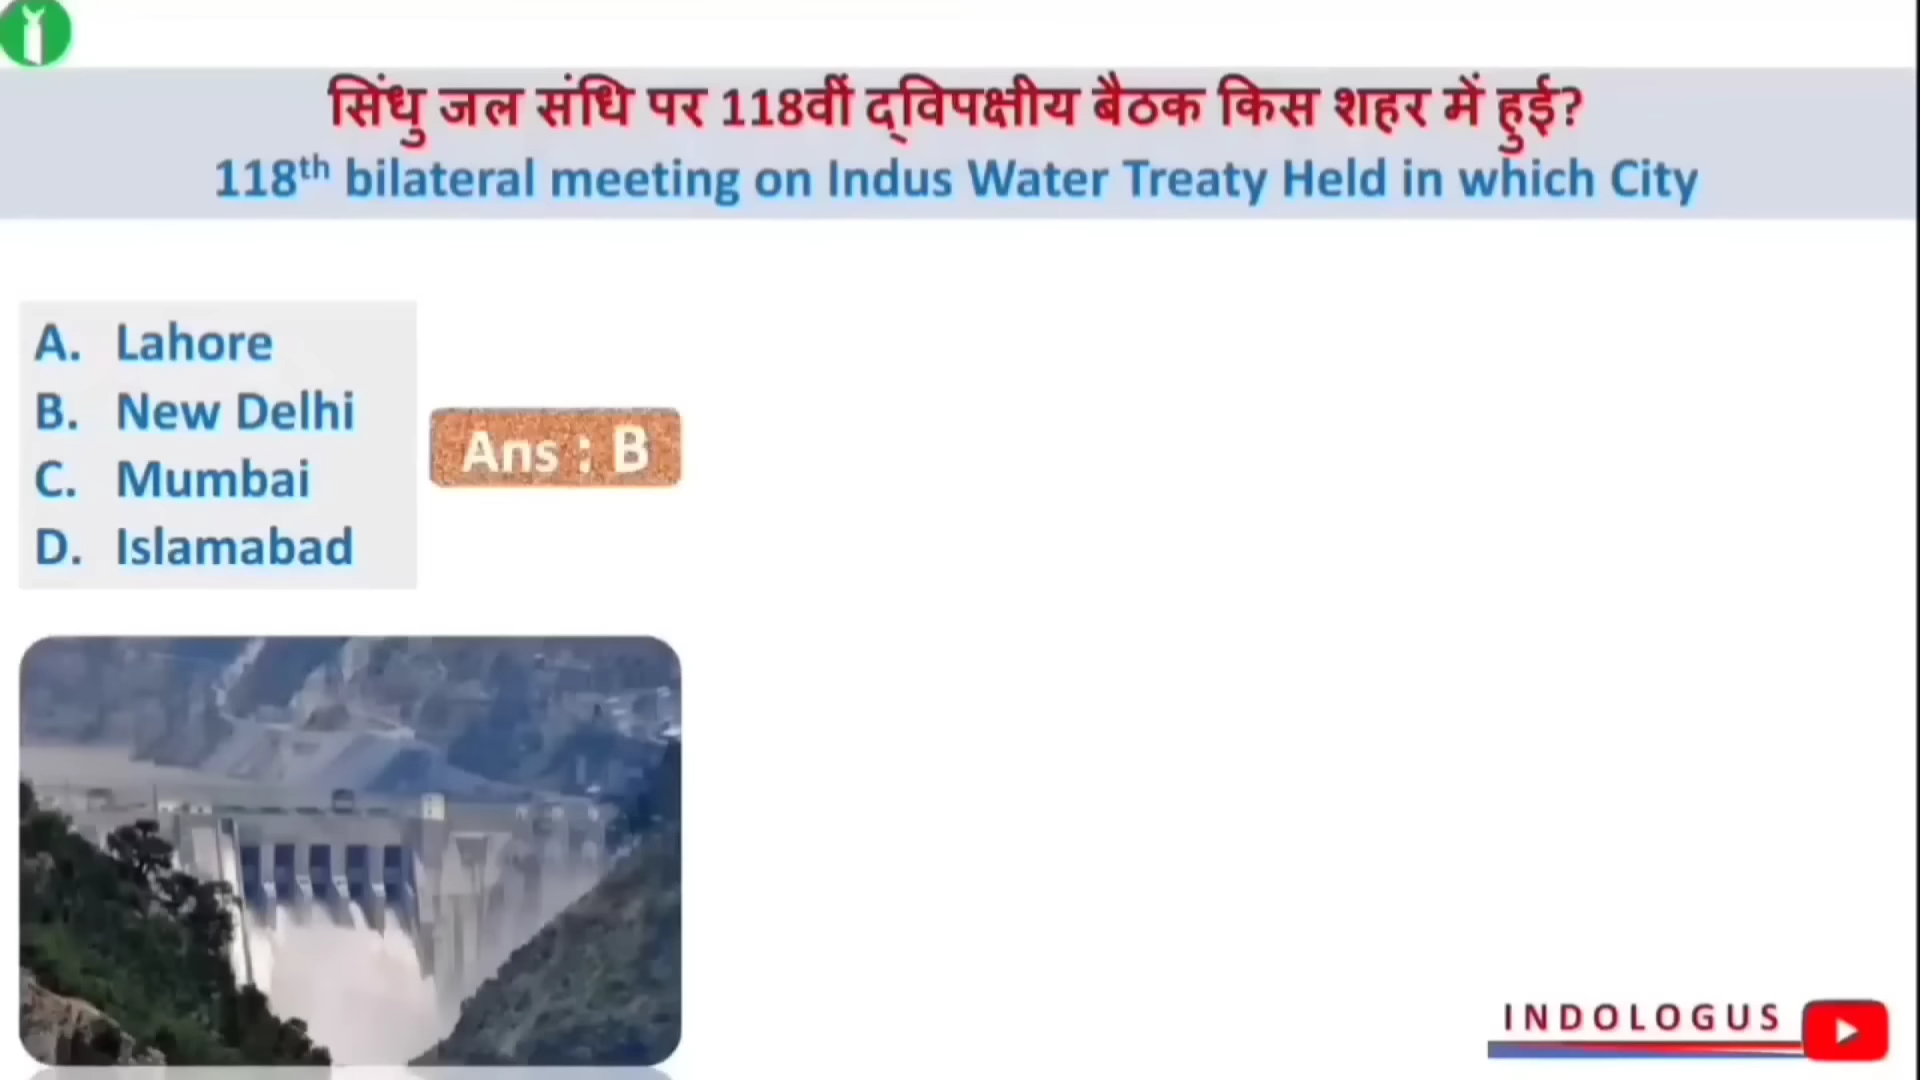 सिंधु जल संधि पर 118वीं द्विपक्षीय बैठक किस शहर में हुई?
118th bilateral meeting on Indus Water Treaty Held in which City
A. Lahore
B. New Delhi
C. Mumbai
D. Islamabad
Ans : B
INDOLOGUS